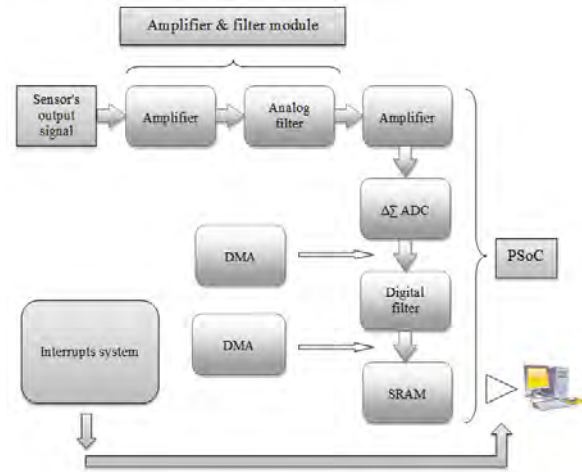 Amplifier & filter module
Sensor's
output
signal
Amplifier
Analog
filter
Amplifier
ΔΣ ADC
DMA
PSoC
Digital
filter
Interrupts system
DMA
SRAM